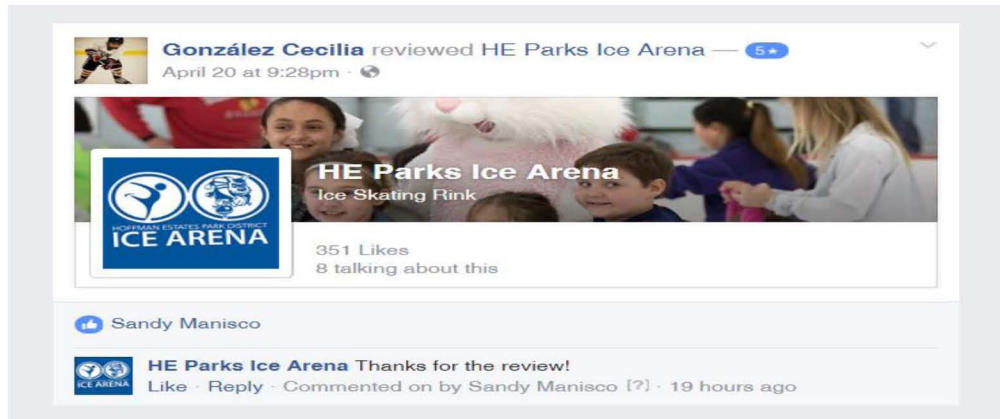 González Cecilia reviewed HE Parks Ice Arena — 5★
April 20 at 9:28pm ·
HE Parks Ice Arena
Ice Skating Rink
HOFFMAN ESTATES PARK DISTRICT
ICE ARENA
351 Likes
8 talking about this
Sandy Manisco
HE Parks Ice Arena Thanks for the review!
ICE ARENA
Like · Reply · Commented on by Sandy Manisco [?] · 19 hours ago